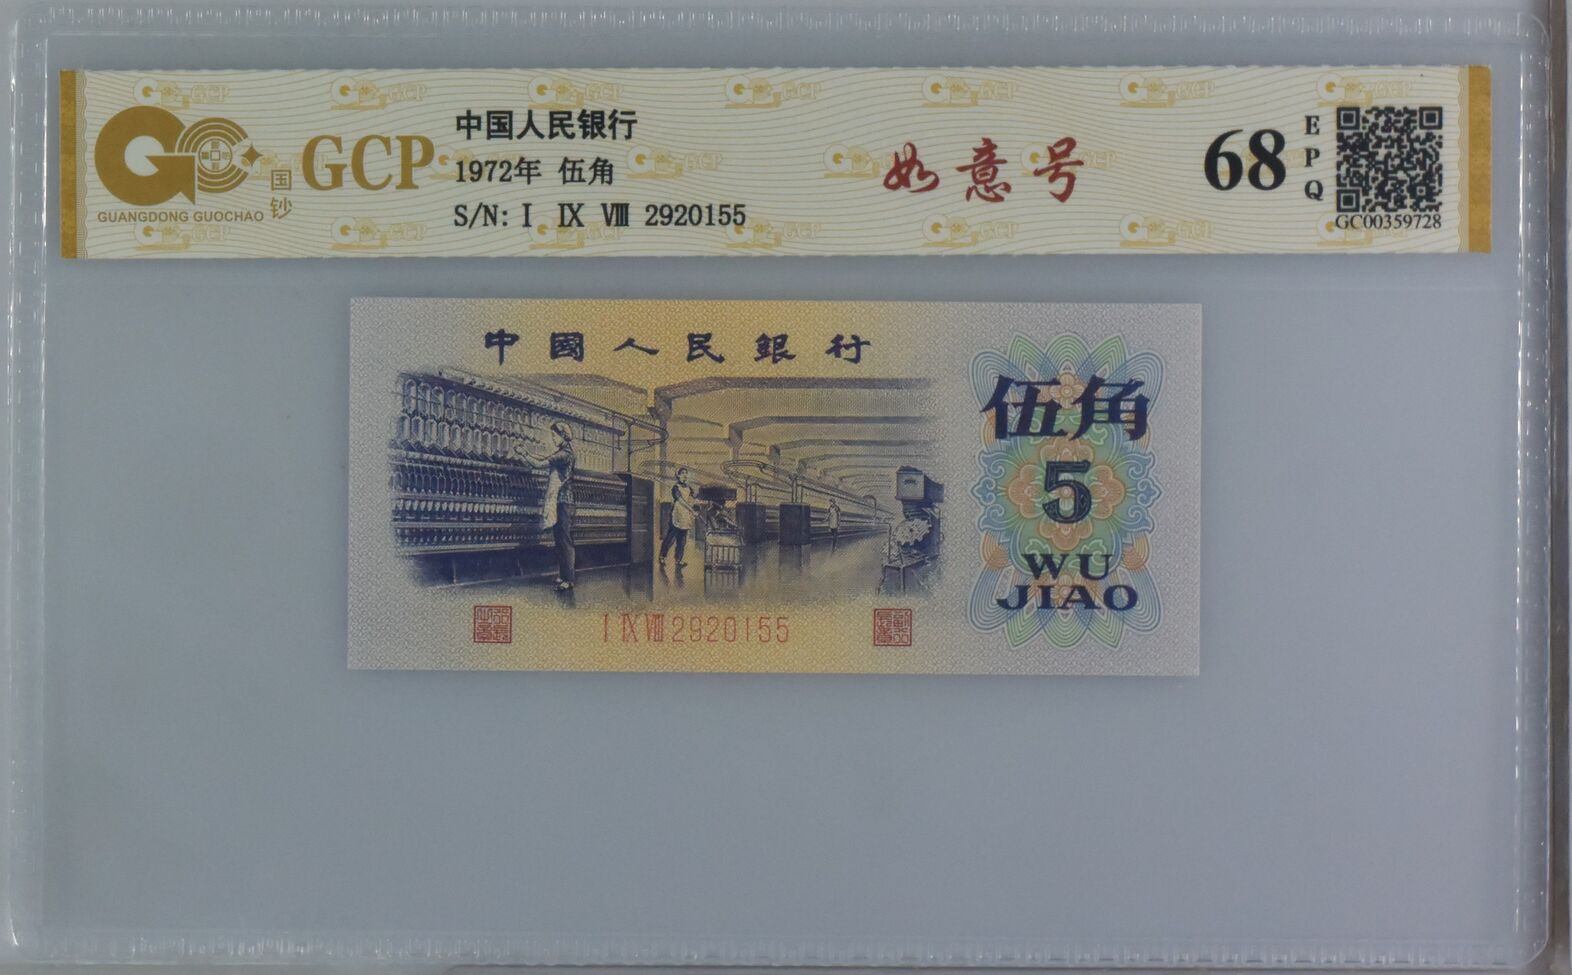 GCP
国钞
GUANGDONG GUOCHAO
中国人民银行
1972年 伍角
S/N: I IX VIII 2920155
如意号
68
EPQ
GC00359728
中國人民銀行
伍角
5
WU
JIAO
I IX VIII 2920155